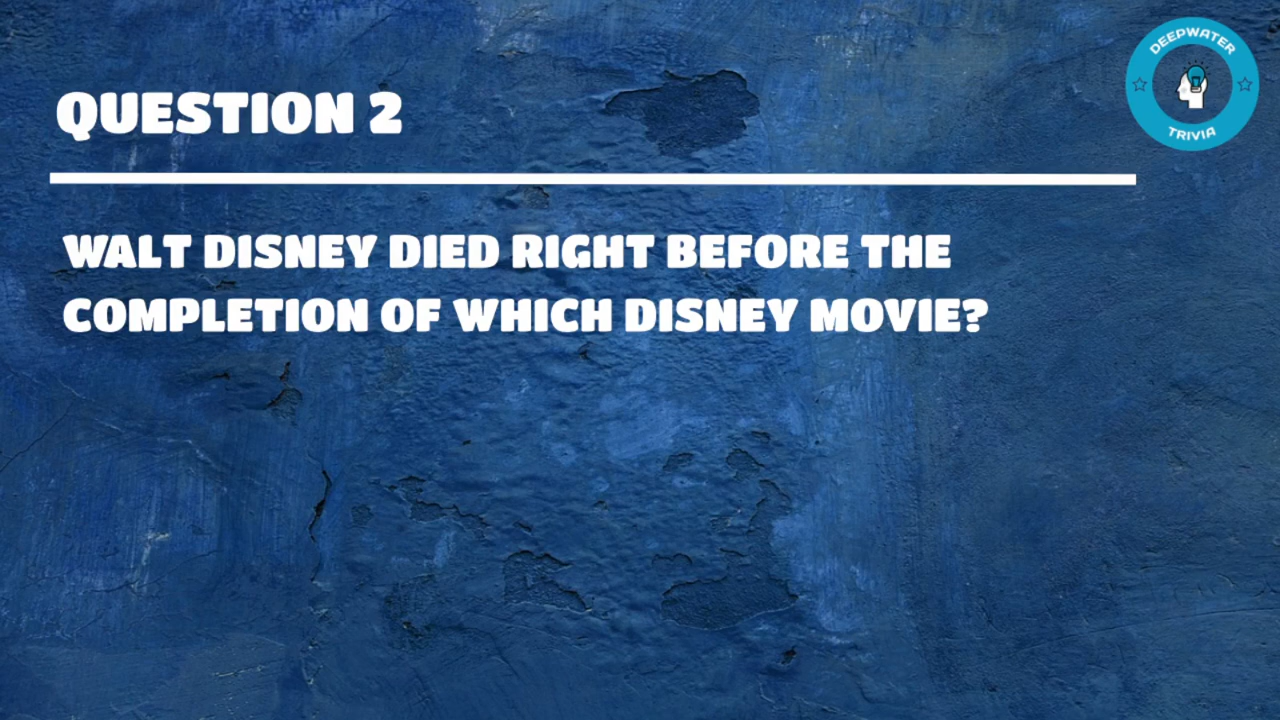 DEEPWATER
TRIVIA
QUESTION 2
WALT DISNEY DIED RIGHT BEFORE THE
COMPLETION OF WHICH DISNEY MOVIE?